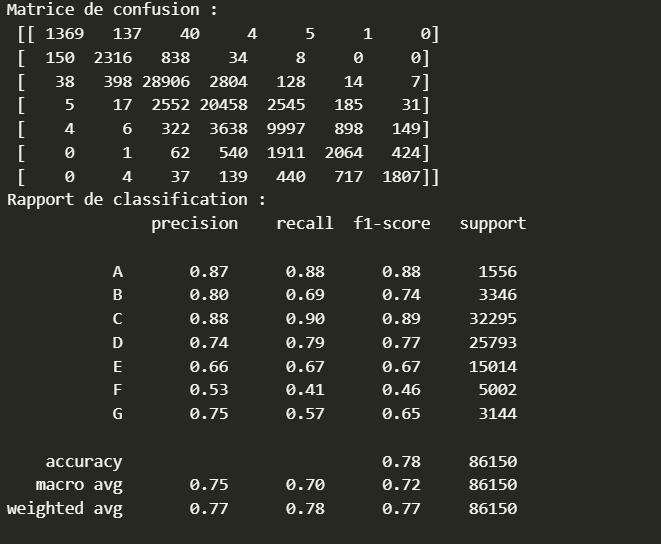 Matrice de confusion :
[[ 1369 137 40 4 5 1 0]
[ 150 2316 838 34 8 0 0]
[ 38 398 28906 2804 128 14 7]
[ 5 17 2552 20458 2545 185 31]
[ 4 6 322 3638 9997 898 149]
[ 0 1 62 540 1911 2064 424]
[ 0 4 37 139 440 717 1807]]
Rapport de classification :
precision recall f1-score support
A 0.87 0.88 0.88 1556
B 0.80 0.69 0.74 3346
C 0.88 0.90 0.89 32295
D 0.74 0.79 0.77 25793
E 0.66 0.67 0.67 15014
F 0.53 0.41 0.46 5002
G 0.75 0.57 0.65 3144
accuracy 0.78 86150
macro avg 0.75 0.70 0.72 86150
weighted avg 0.77 0.78 0.77 86150